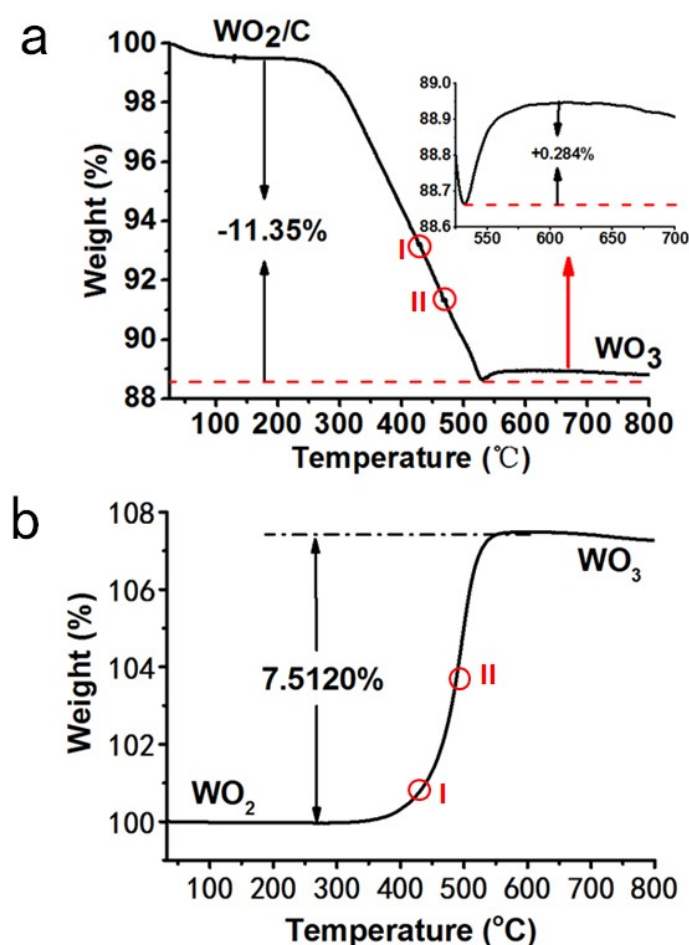 a
WO2/C
100
98
96
94
92
90
88
Weight (%)
-11.35%
I
II
WO3
89.0
88.9
88.8
88.7
88.6
+0.284%
550
600
650
700
100 200 300 400 500 600 700 800
Temperature (℃)
b
108
106
104
102
100
Weight (%)
7.5120%
WO3
II
I
WO2
100 200 300 400 500 600 700 800
Temperature (°C)